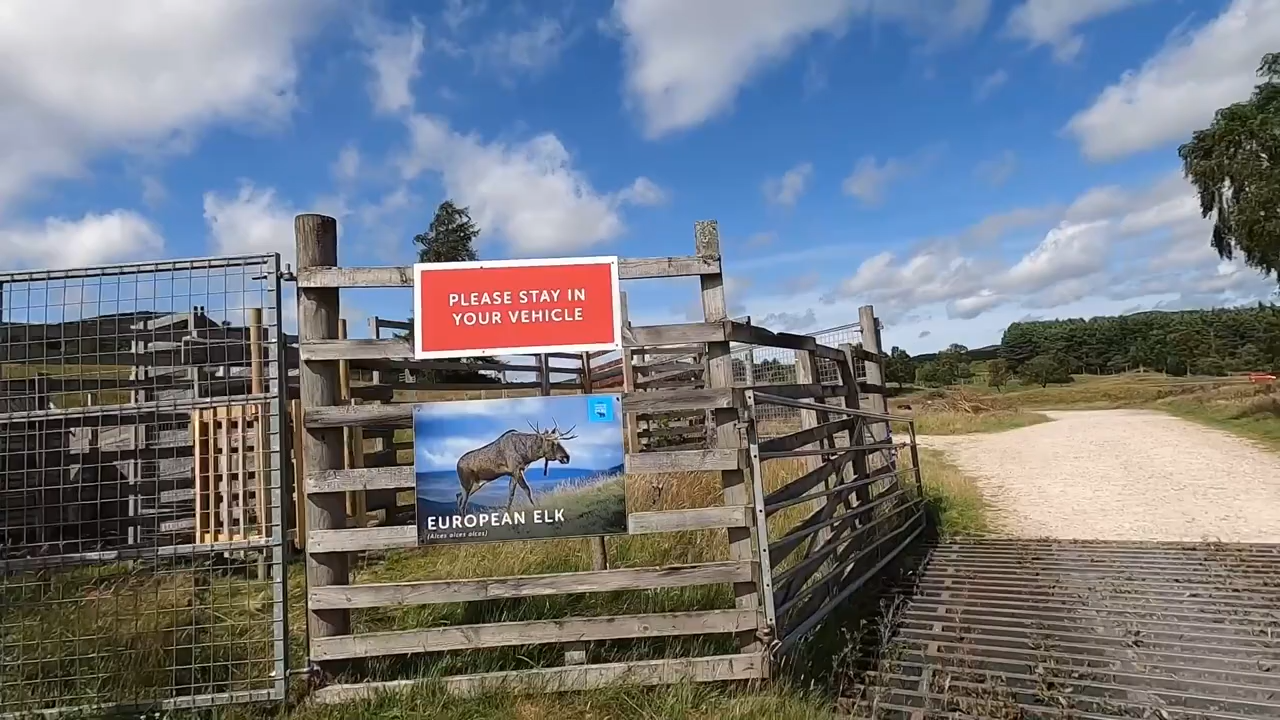 PLEASE STAY IN
YOUR VEHICLE
EUROPEAN ELK
(Alces alces alces)